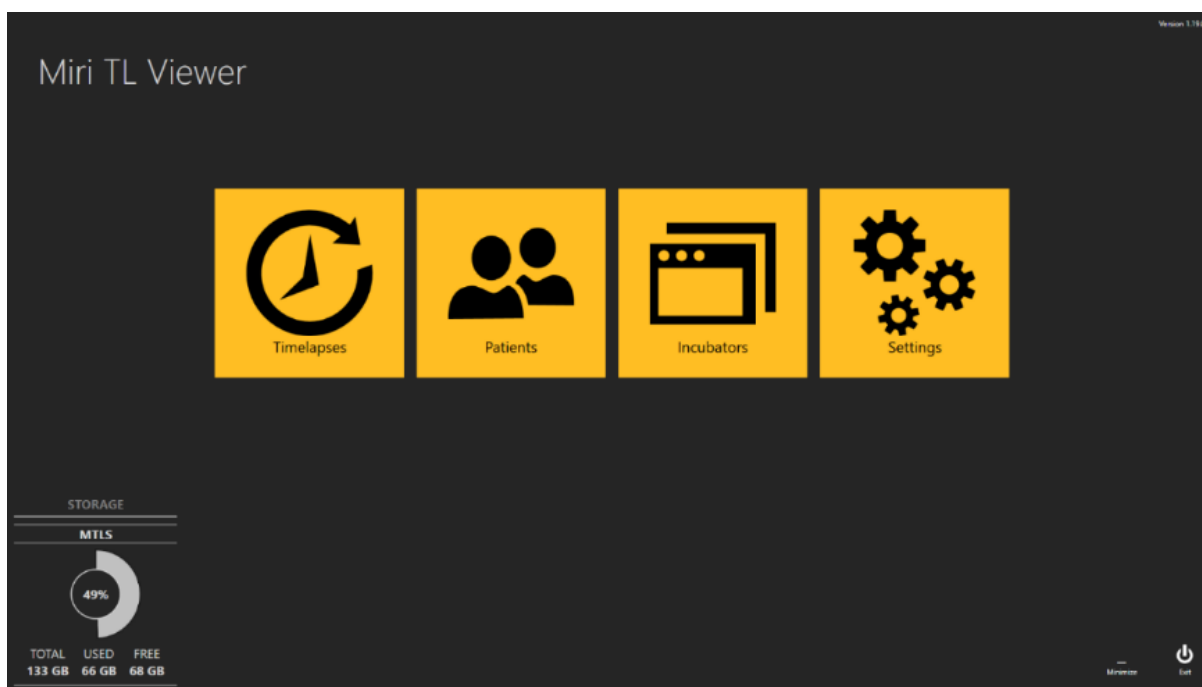 Miri TL Viewer
Timelapses
Patients
Incubators
Settings
STORAGE
MTLS
49%
TOTAL USED FREE
133 GB 66 GB 68 GB
Version
Minimize
Exit